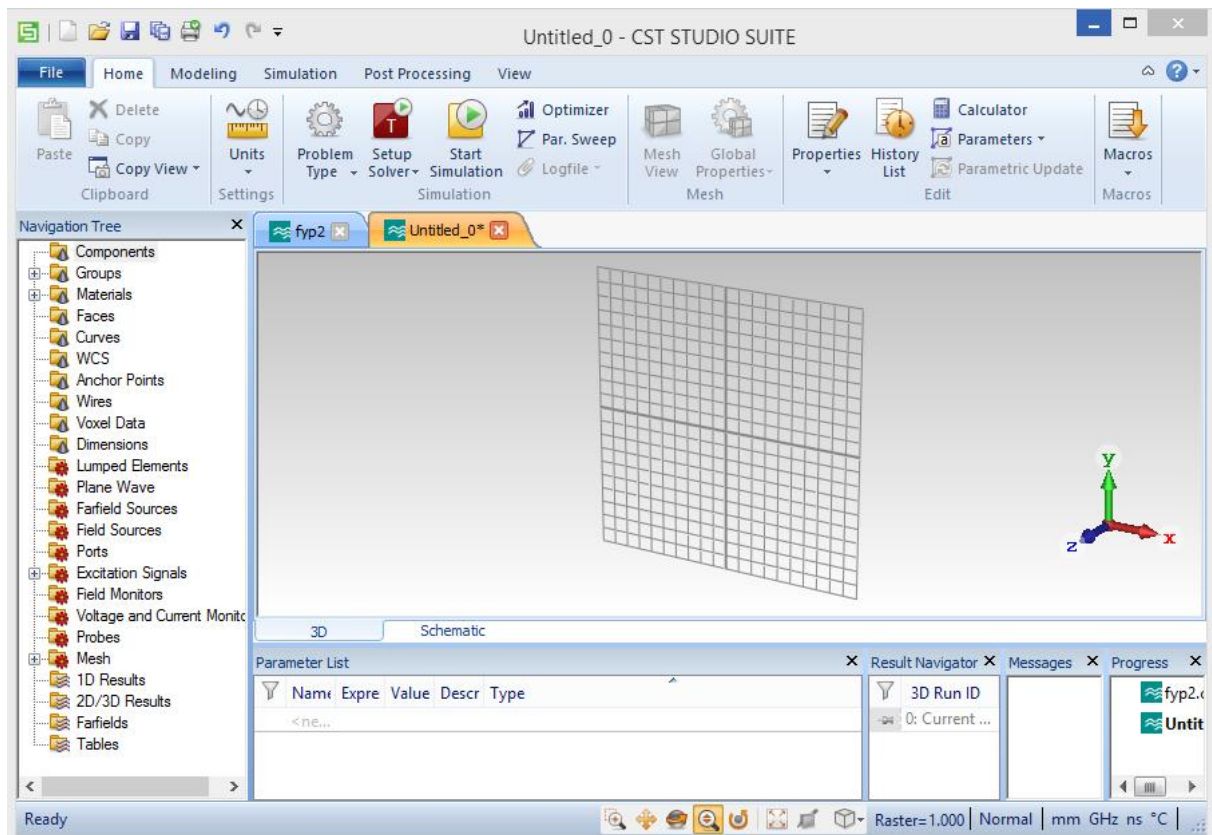 Untitled_0 - CST STUDIO SUITE
File Home Modeling Simulation Post Processing View
Paste
Delete
Copy
Copy View
Clipboard
Units
Settings
Problem Type
Setup Solver
Start Simulation
Optimizer
Par. Sweep
Logfile
Simulation
Mesh View
Global Properties
Mesh
Properties
History List
Calculator
Parameters
Parametric Update
Edit
Macros
Macros
Navigation Tree
Components
Groups
Materials
Faces
Curves
WCS
Anchor Points
Wires
Voxel Data
Dimensions
Lumped Elements
Plane Wave
Farfield Sources
Field Sources
Ports
Excitation Signals
Field Monitors
Voltage and Current Monitc
Probes
Mesh
1D Results
2D/3D Results
Farfields
Tables
fyp2 Untitled_0*
y
z
x
3D Schematic
Parameter List
Name Expre Value Descr Type
<ne...
Result Navigator
3D Run ID
0: Current ...
Messages
Progress
fyp2.c
Untit
Ready
Raster=1.000 Normal mm GHz ns °C